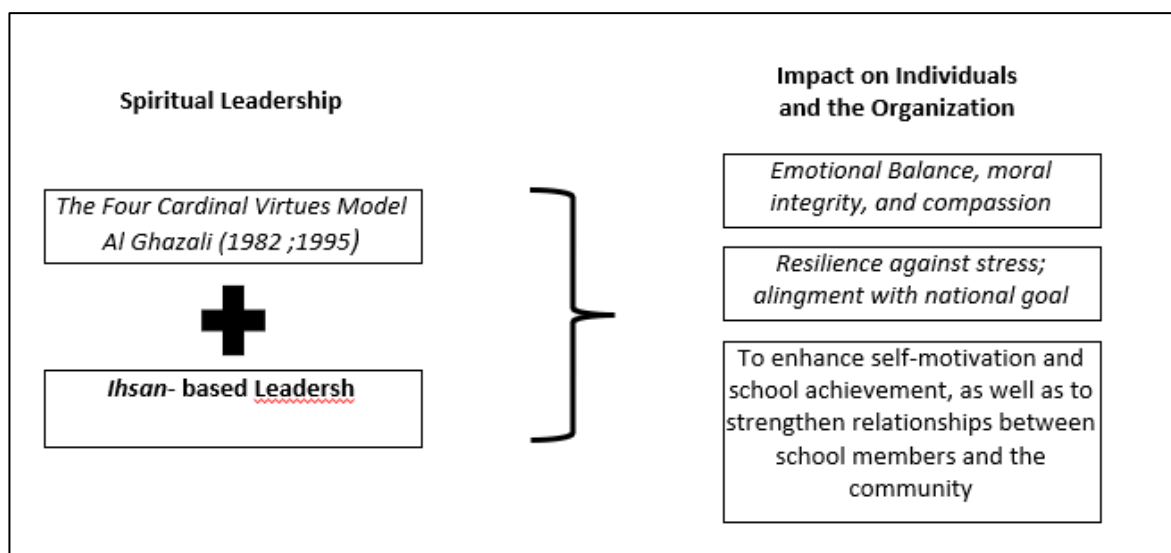 Spiritual Leadership
The Four Cardinal Virtues Model
Al Ghazali (1982 ;1995)
Ihsan- based Leadersh
Impact on Individuals
and the Organization
Emotional Balance, moral
integrity, and compassion
Resilience against stress;
alingment with national goal
To enhance self-motivation and
school achievement, as well as to
strengthen relationships between
school members and the
community